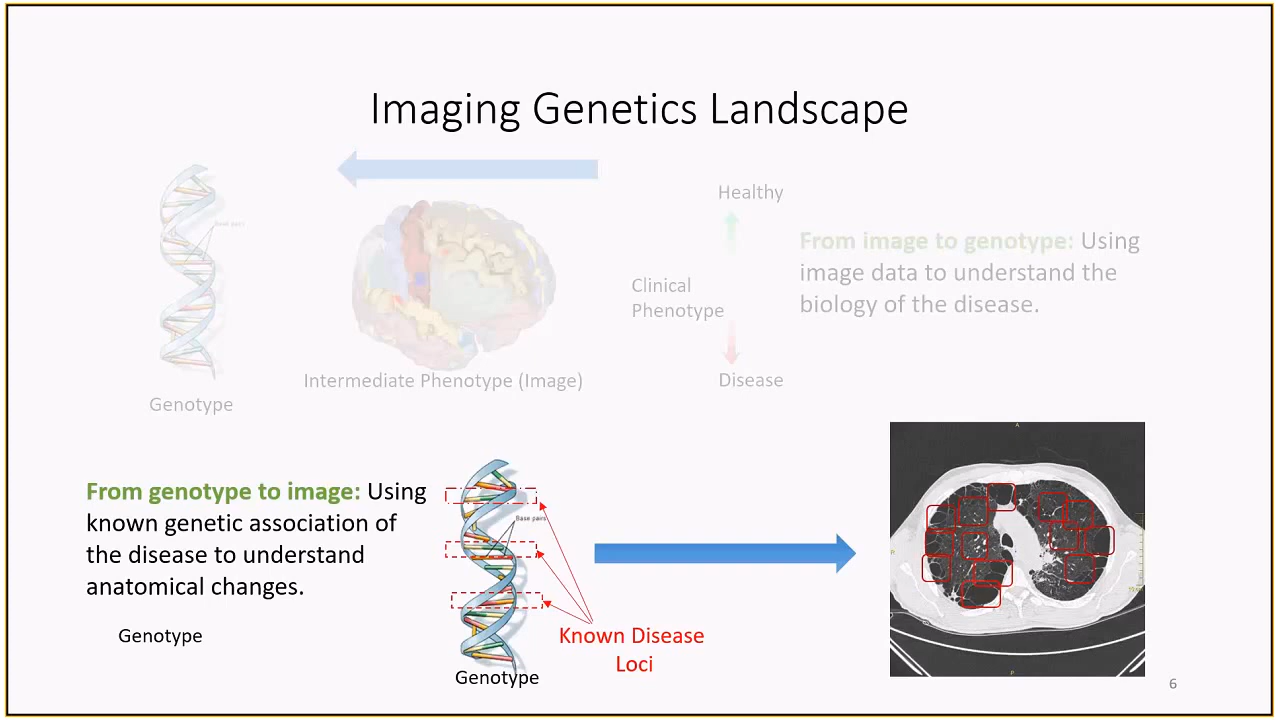 Imaging Genetics Landscape
Healthy
Base pairs
From image to genotype: Using
image data to understand the
biology of the disease.
Clinical
Phenotype
Intermediate Phenotype (Image)
Disease
Genotype
A
From genotype to image: Using
known genetic association of
the disease to understand
anatomical changes.
Base pairs
Genotype
Known Disease
Loci
Genotype
P
6